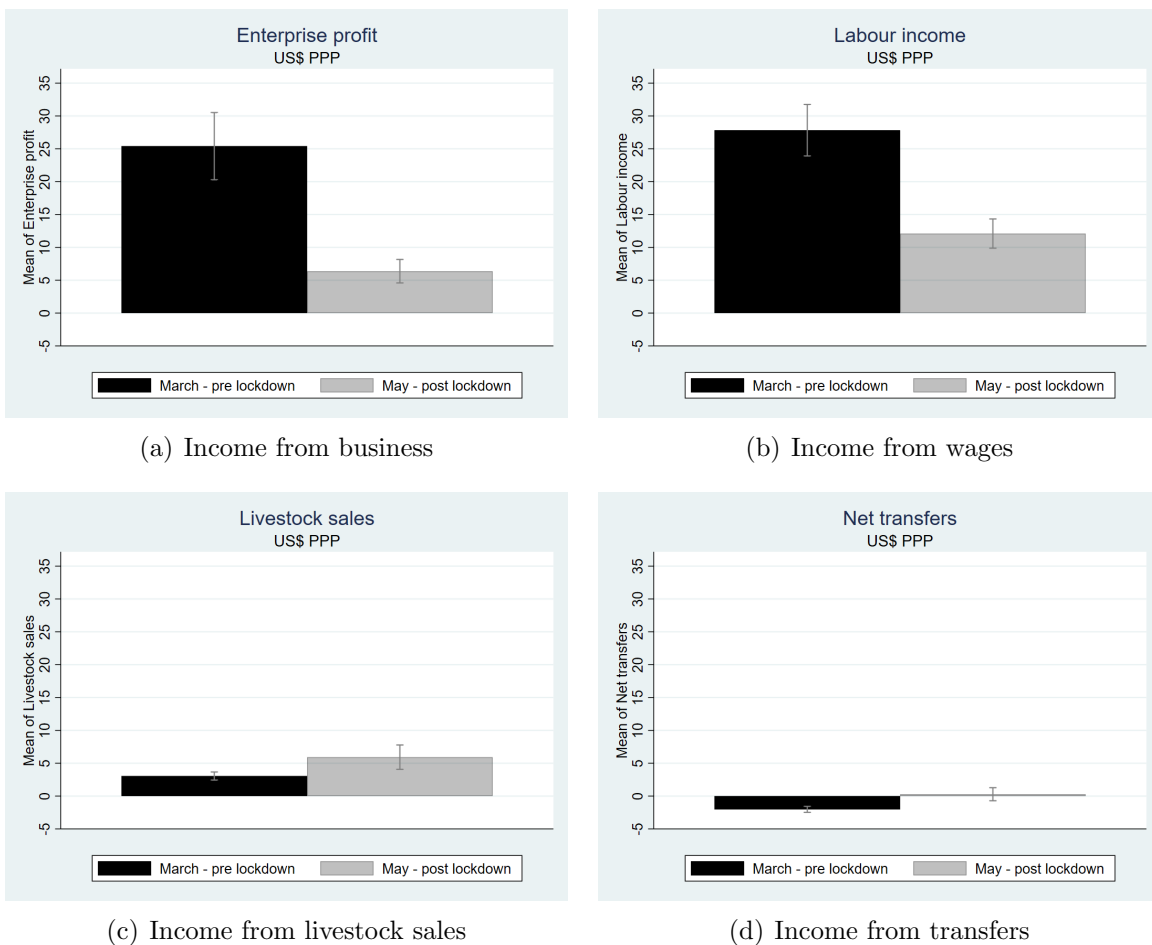 Enterprise profit
US$ PPP
Mean of Enterprise profit
35
30
25
20
15
10
5
0
-5
March - pre lockdown May - post lockdown
(a) Income from business
Labour income
US$ PPP
Mean of Labour income
35
30
25
20
15
10
5
0
-5
March - pre lockdown May - post lockdown
(b) Income from wages
Livestock sales
US$ PPP
Mean of Livestock sales
35
30
25
20
15
10
5
0
-5
March - pre lockdown May - post lockdown
(c) Income from livestock sales
Net transfers
US$ PPP
Mean of Net transfers
35
30
25
20
15
10
5
0
-5
March - pre lockdown May - post lockdown
(d) Income from transfers